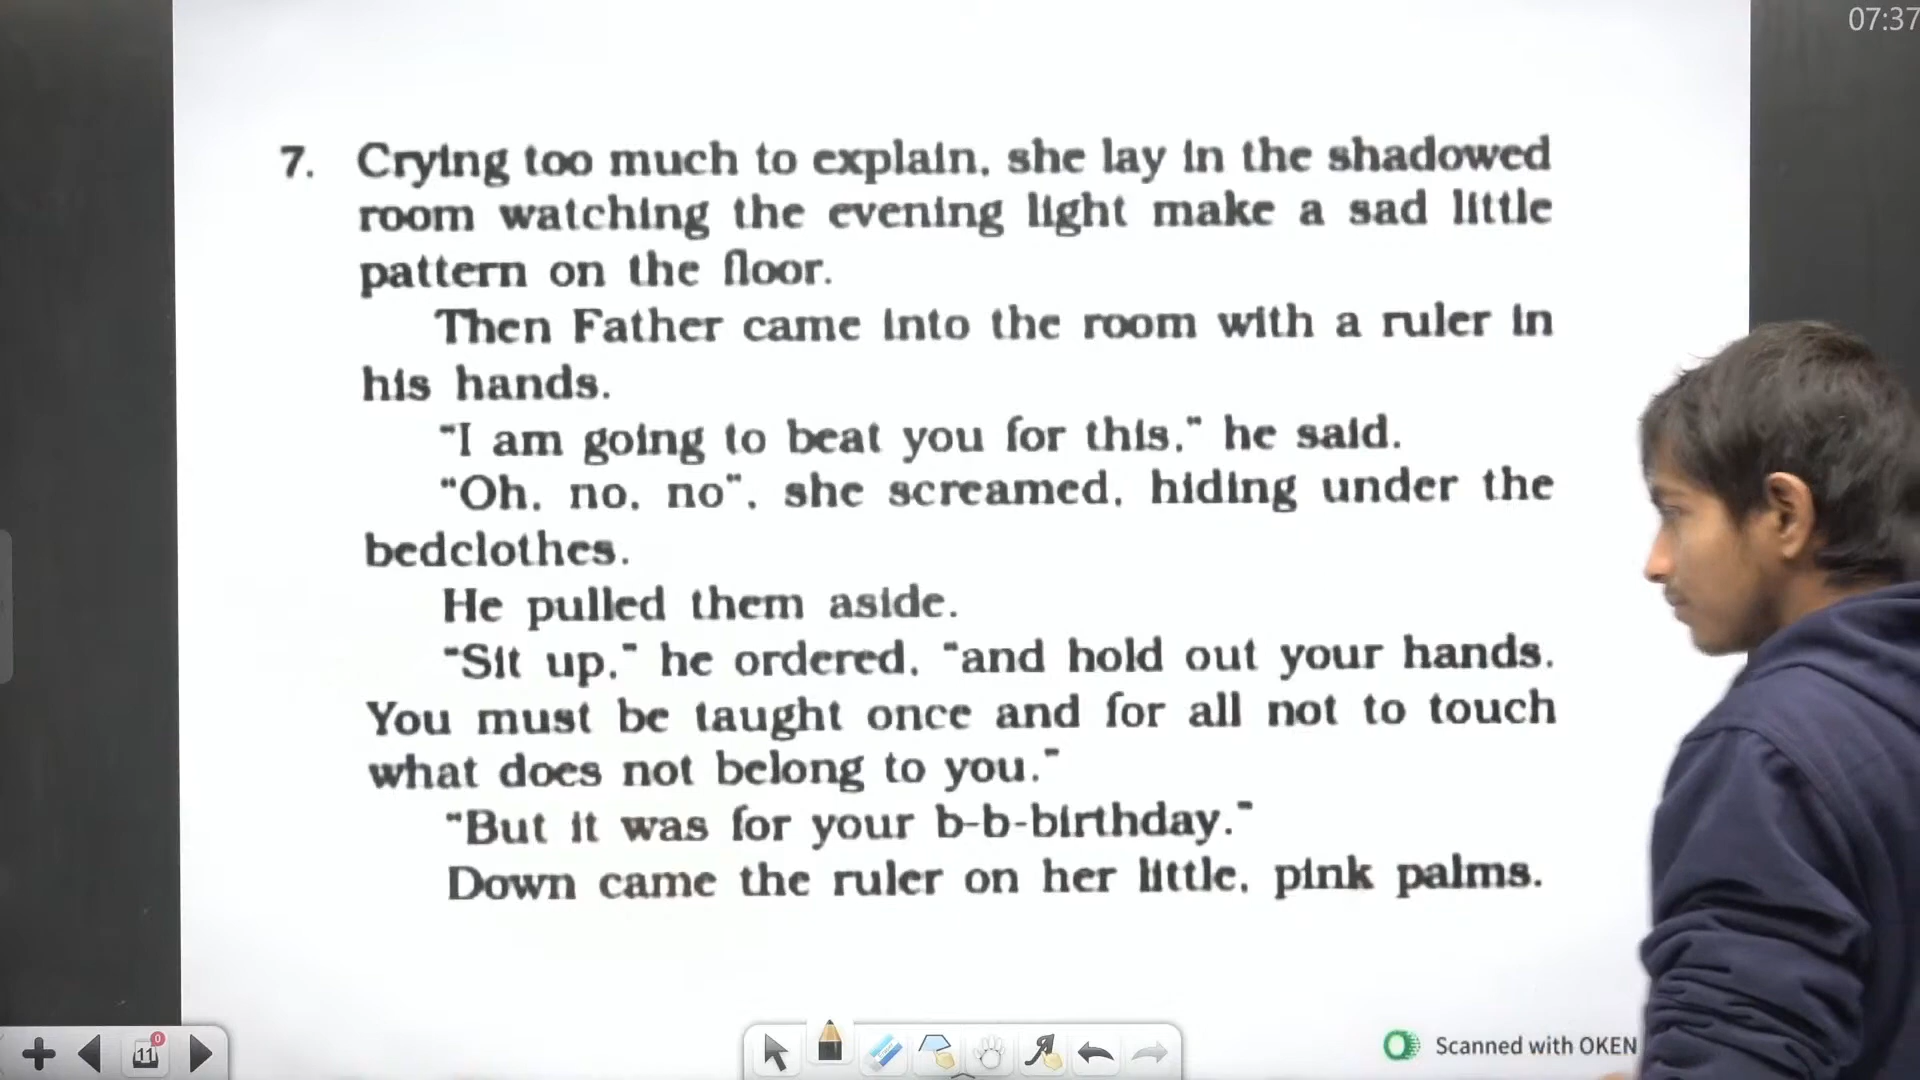 07:37
7. Crying too much to explain, she lay in the shadowed
room watching the evening light make a sad little
pattern on the floor.
Then Father came into the room with a ruler in
his hands.
"I am going to beat you for this," he said.
"Oh, no, no", she screamed, hiding under the
bedclothes.
He pulled them aside.
"Sit up," he ordered, "and hold out your hands.
You must be taught once and for all not to touch
what does not belong to you."
"But it was for your b-b-birthday."
Down came the ruler on her little, pink palms.
11
0
Scanned with OKEN